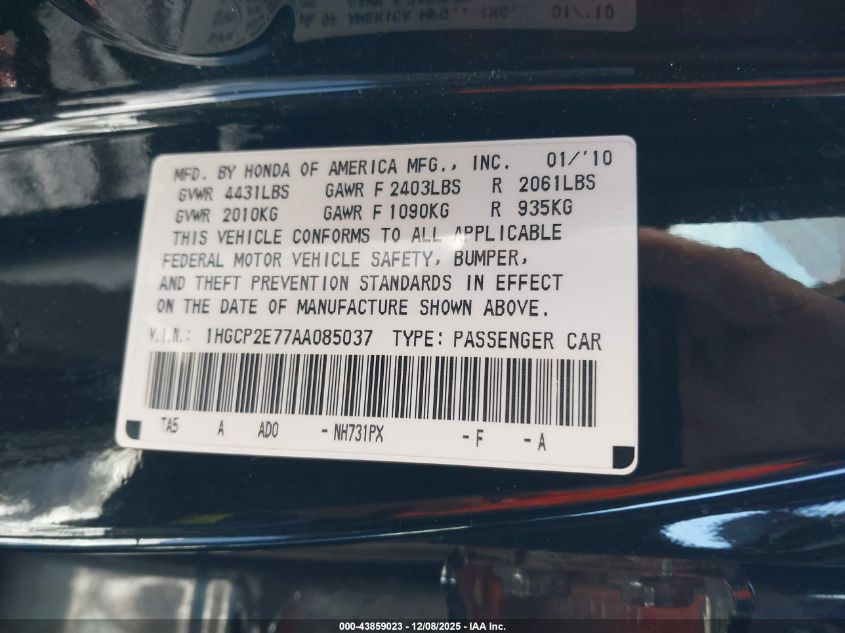 MFD. BY HONDA OF AMERICA MFG., INC. 01/'10
GVWR 4431LBS GAWR F 2403LBS R 2061LBS
GVWR 2010KG GAWR F 1090KG R 935KG
THIS VEHICLE CONFORMS TO ALL APPLICABLE
FEDERAL MOTOR VEHICLE SAFETY, BUMPER,
AND THEFT PREVENTION STANDARDS IN EFFECT
ON THE DATE OF MANUFACTURE SHOWN ABOVE.
V.I.N.: 1HGCP2E77AA085037 TYPE: PASSENGER CAR
TA5 A AD0 - NH731PX - F - A
000-43859023 - 12/08/2025 - IAA Inc.